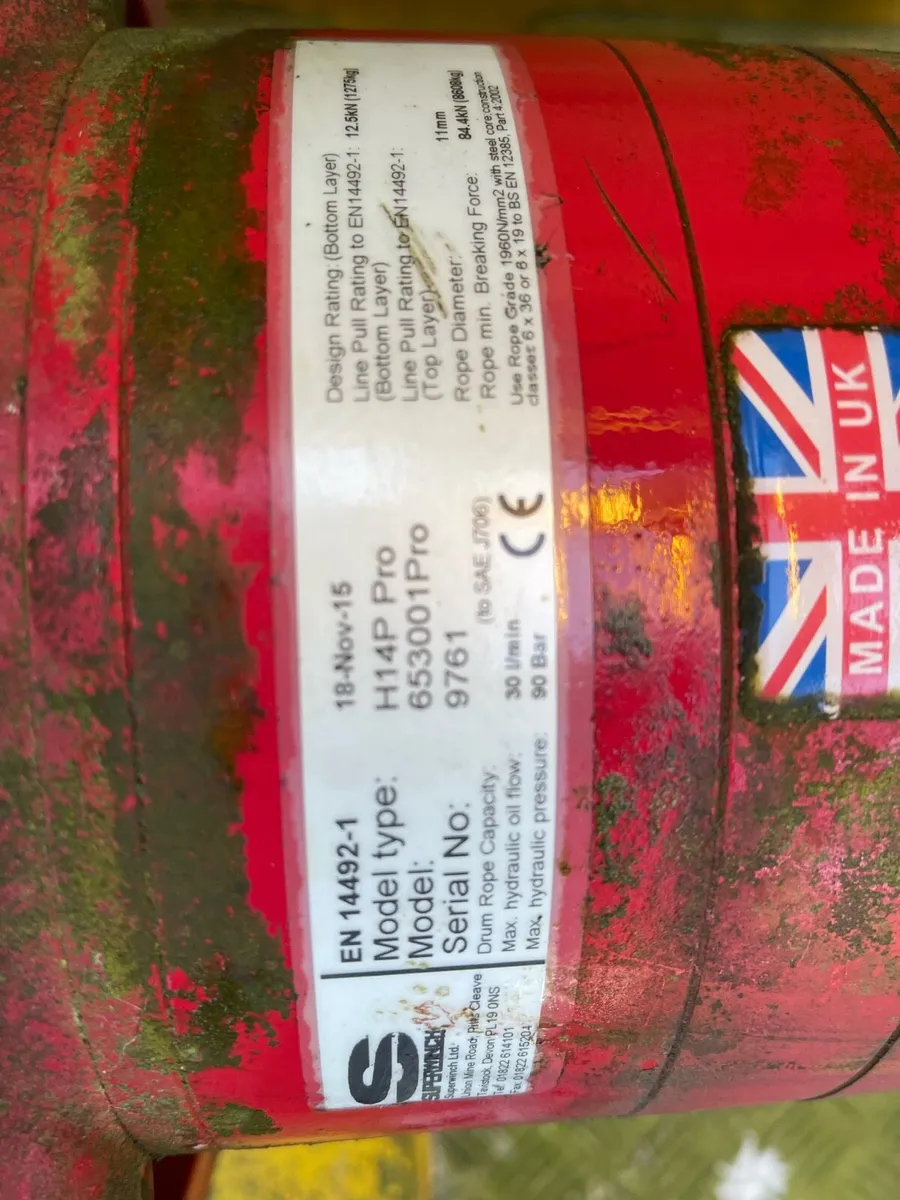 S
SUPERWINCH
Superwinch Ltd.
Union Mine Road, Pitts Cleave
Tavistock, Devon PL19 0NS
Tel: 01822 614101
Fax: 01822 615204
EN 14492-1 18-Nov-15
Model type: H14P Pro
Model: 653001Pro
Serial No: 9761
Drum Rope Capacity: (to SAE J706)
Max. hydraulic oil flow: 30 l/min
Max. hydraulic pressure: 90 Bar
CE
Design Rating: (Bottom Layer)
Line Pull Rating to EN14492-1: 12.5kN (1275kg)
(Bottom Layer)
Line Pull Rating to EN14492-1:
(Top Layer)
Rope Diameter: 11mm
Rope min. Breaking Force: 84.4kN (8608kg)
Use Rope Grade 1960N/mm2 with steel core, construction
classes 6 x 36 or 6 x 19 to BS EN 12385, Part 4:2002
MADE IN UK